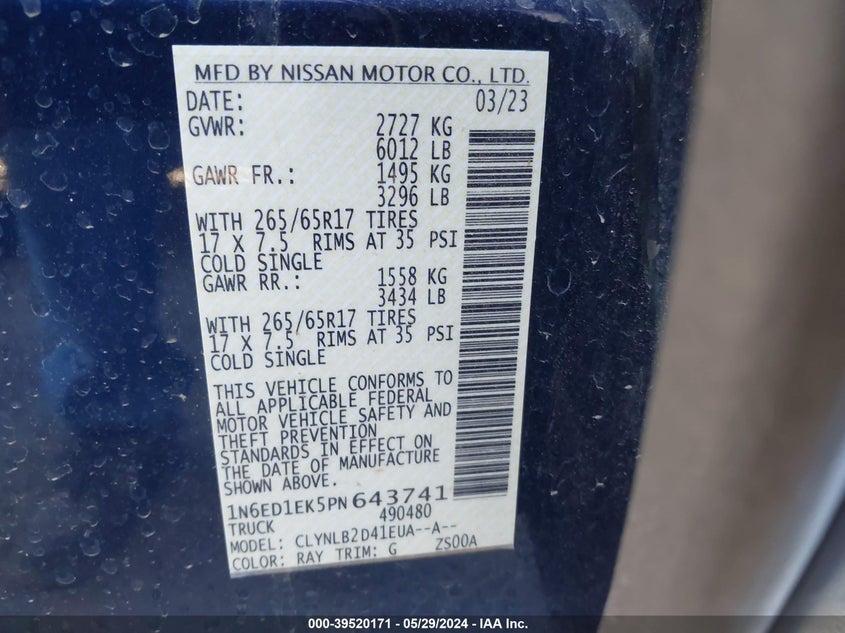 MFD BY NISSAN MOTOR CO., LTD.
DATE: 03/23
GVWR: 2727 KG
6012 LB
GAWR FR.: 1495 KG
3296 LB
WITH 265/65R17 TIRES
17 X 7.5 RIMS AT 35 PSI
COLD SINGLE
GAWR RR.: 1558 KG
3434 LB
WITH 265/65R17 TIRES
17 X 7.5 RIMS AT 35 PSI
COLD SINGLE
THIS VEHICLE CONFORMS TO
ALL APPLICABLE FEDERAL
MOTOR VEHICLE SAFETY AND
THEFT PREVENTION
STANDARDS IN EFFECT ON
THE DATE OF MANUFACTURE
SHOWN ABOVE.
1N6ED1EK5PN643741
TRUCK 490480
MODEL: CLYNLB2D41EUA--A--
COLOR: RAY TRIM: G ZS00A
000-39520171 - 05/29/2024 - IAA Inc.